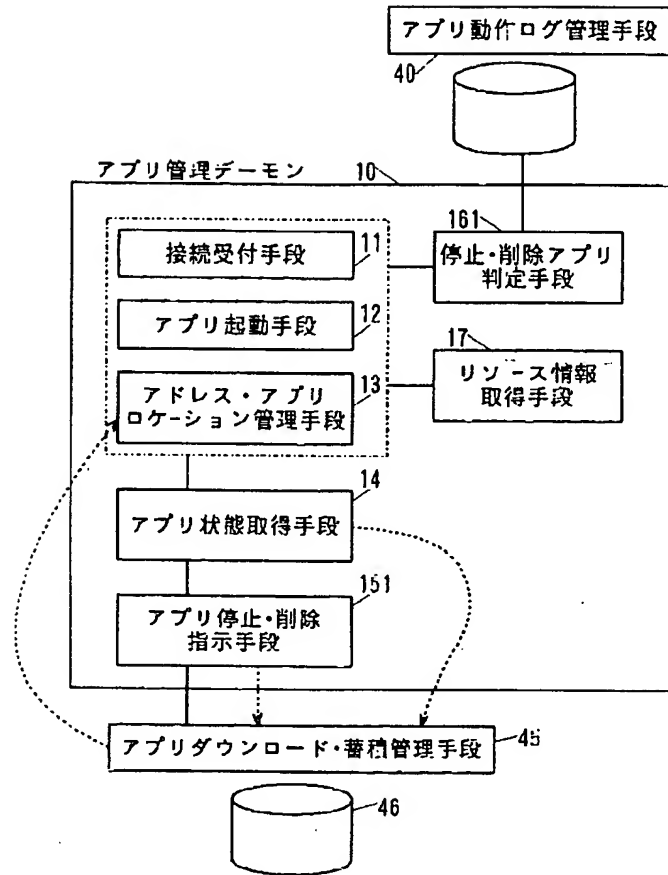 アプリ動作ログ管理手段
40
アプリ管理デーモン
10
161
停止・削除アプリ
判定手段
接続受付手段
11
アプリ起動手段
12
17
リソース情報
取得手段
アドレス・アプリ
ロケーション管理手段
13
14
アプリ状態取得手段
151
アプリ停止・削除
指示手段
アプリダウンロード・蓄積管理手段
45
46